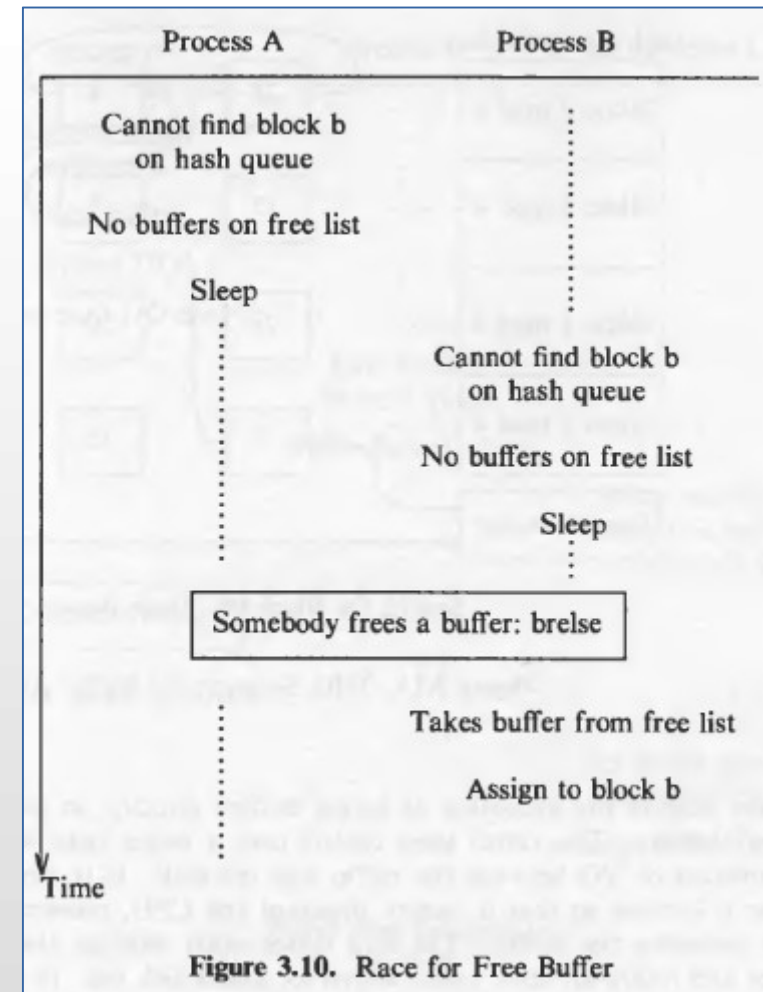 Process A
Process B
Cannot find block b
on hash queue
No buffers on free list
Sleep
Cannot find block b
on hash queue
No buffers on free list
Sleep
Somebody frees a buffer: brelse
Takes buffer from free list
Assign to block b
Time
Figure 3.10. Race for Free Buffer